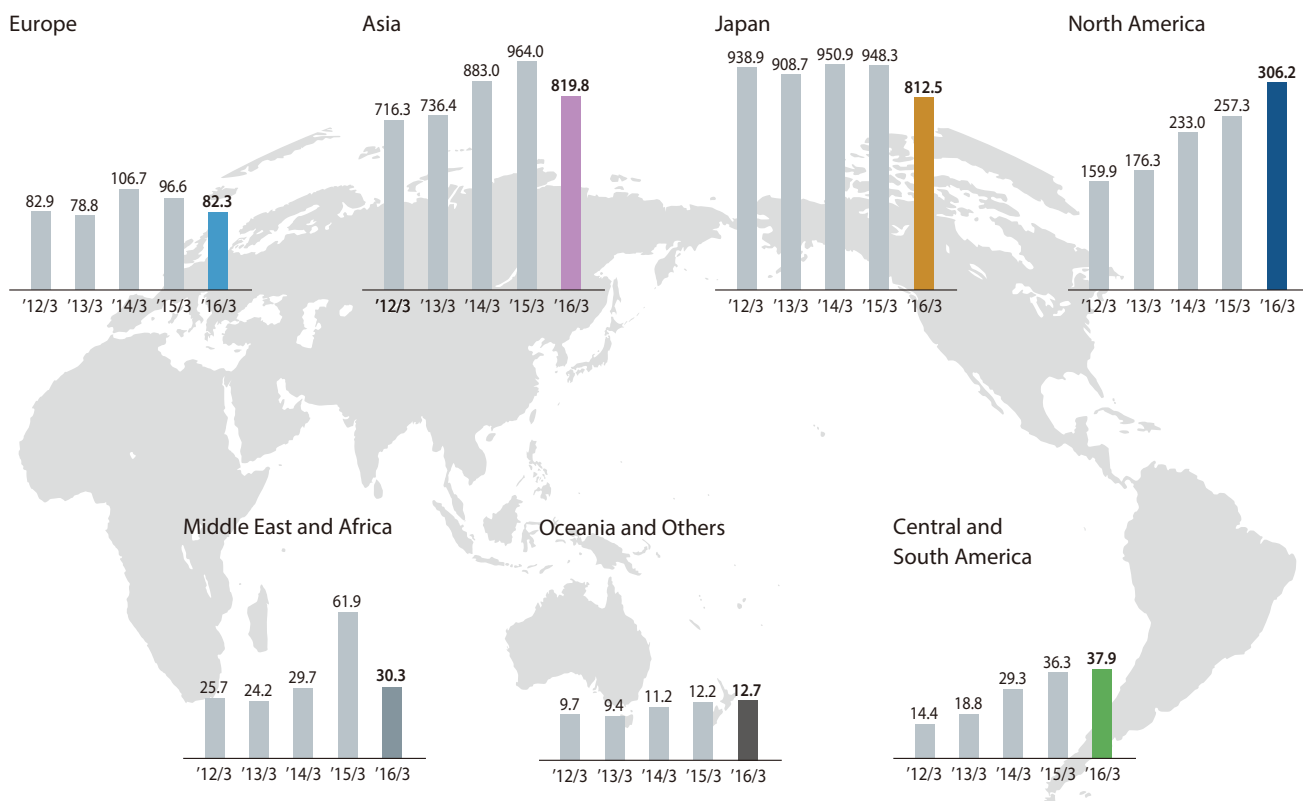 Europe
82.9
78.8
106.7
96.6
82.3
’12/3 ’13/3 ’14/3 ’15/3 ’16/3
Asia
716.3
736.4
883.0
964.0
819.8
’12/3 ’13/3 ’14/3 ’15/3 ’16/3
Japan
938.9
908.7
950.9
948.3
812.5
’12/3 ’13/3 ’14/3 ’15/3 ’16/3
North America
159.9
176.3
233.0
257.3
306.2
’12/3 ’13/3 ’14/3 ’15/3 ’16/3
Middle East and Africa
25.7
24.2
29.7
61.9
30.3
’12/3 ’13/3 ’14/3 ’15/3 ’16/3
Oceania and Others
9.7
9.4
11.2
12.2
12.7
’12/3 ’13/3 ’14/3 ’15/3 ’16/3
Central and
South America
14.4
18.8
29.3
36.3
37.9
’12/3 ’13/3 ’14/3 ’15/3 ’16/3